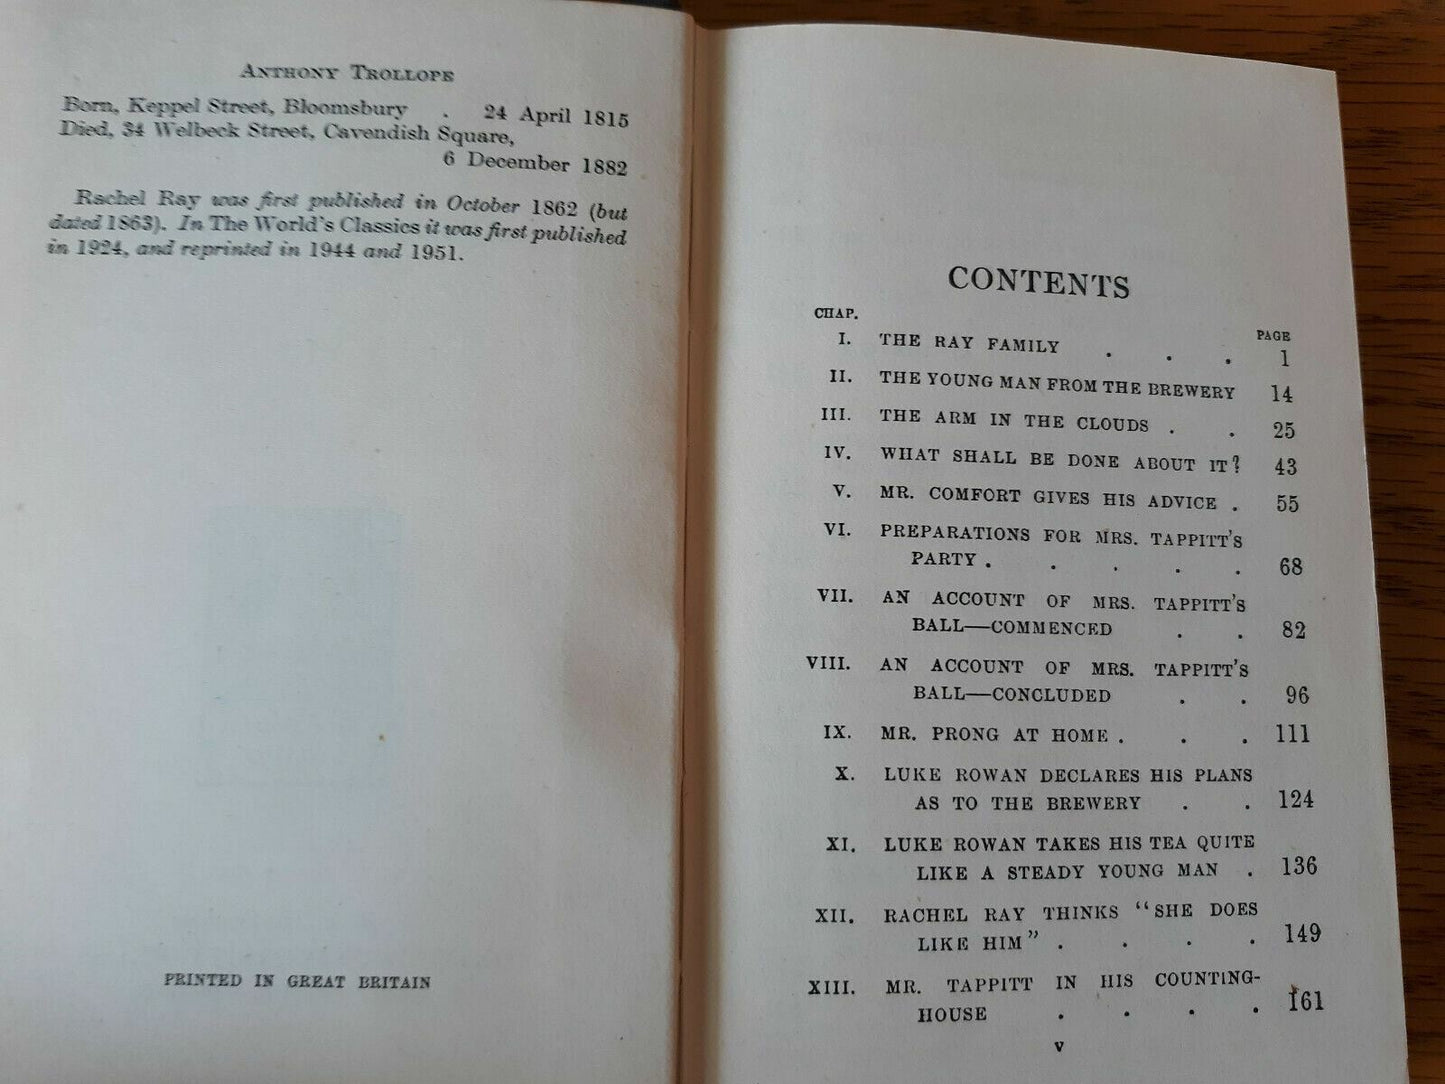 ANTHONY TROLLOPE
Born, Keppel Street, Bloomsbury . 24 April 1815
Died, 34 Welbeck Street, Cavendish Square,
6 December 1882
Rachel Ray was first published in October 1862 (but
dated 1863). In The World's Classics it was first published
in 1924, and reprinted in 1944 and 1951.
PRINTED IN GREAT BRITAIN
CONTENTS
CHAP. PAGE
I. THE RAY FAMILY . . . 1
II. THE YOUNG MAN FROM THE BREWERY 14
III. THE ARM IN THE CLOUDS . . 25
IV. WHAT SHALL BE DONE ABOUT IT? 43
V. MR. COMFORT GIVES HIS ADVICE . 55
VI. PREPARATIONS FOR MRS. TAPPITT'S
PARTY . . . . . 68
VII. AN ACCOUNT OF MRS. TAPPITT'S
BALL—COMMENCED . . 82
VIII. AN ACCOUNT OF MRS. TAPPITT'S
BALL—CONCLUDED . . 96
IX. MR. PRONG AT HOME . . . 111
X. LUKE ROWAN DECLARES HIS PLANS
AS TO THE BREWERY . . 124
XI. LUKE ROWAN TAKES HIS TEA QUITE
LIKE A STEADY YOUNG MAN . 136
XII. RACHEL RAY THINKS “SHE DOES
LIKE HIM” . . . . 149
XIII. MR. TAPPITT IN HIS COUNTING-
HOUSE . . . . 161
v